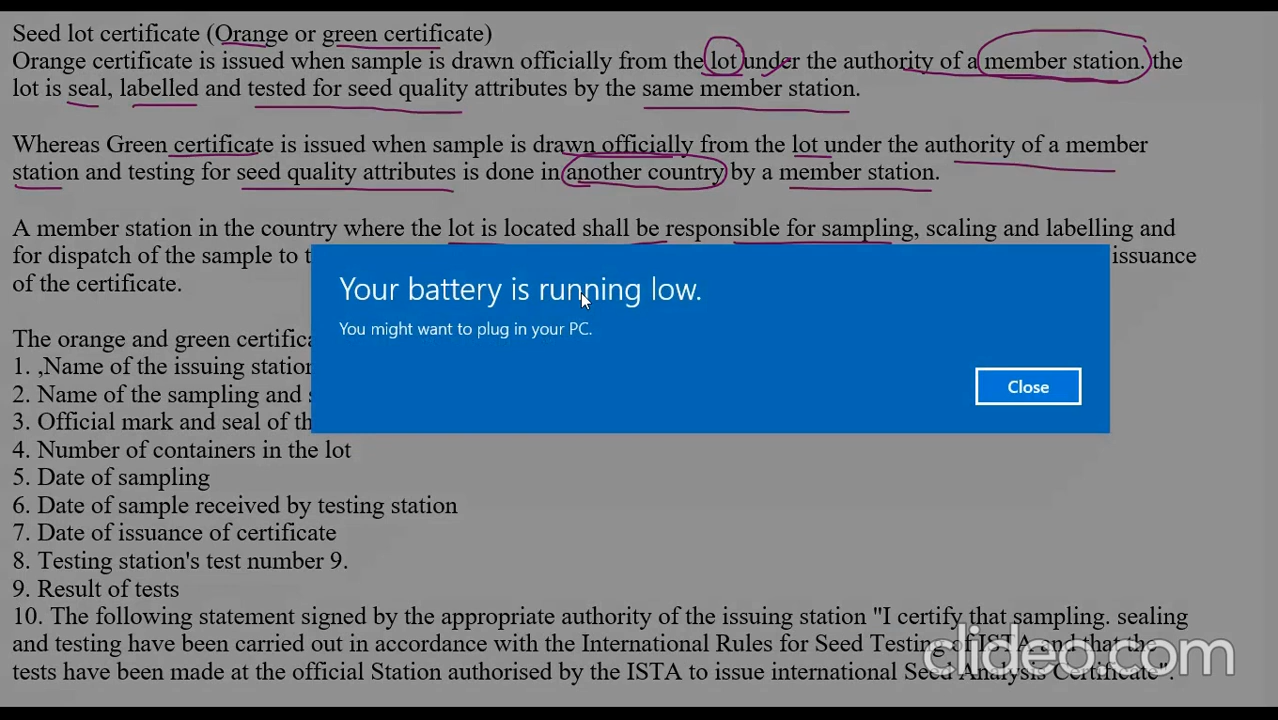 Seed lot certificate (Orange or green certificate)
Orange certificate is issued when sample is drawn officially from the lot under the authority of a member station. the
lot is seal, labelled and tested for seed quality attributes by the same member station.
Whereas Green certificate is issued when sample is drawn officially from the lot under the authority of a member
station and testing for seed quality attributes is done in another country by a member station.
A member station in the country where the lot is located shall be responsible for sampling, scaling and labelling and
for dispatch of the sample to issuance
of the certificate.
Your battery is running low.
You might want to plug in your PC.
Close
The orange and green
1. ,Name of the issuing
2. Name of the sampling and
3. Official mark and seal of
4. Number of containers in the lot
5. Date of sampling
6. Date of sample received by testing station
7. Date of issuance of certificate
8. Testing station's test number 9.
9. Result of tests
10. The following statement signed by the appropriate authority of the issuing station "I certify that sampling. sealing
and testing have been carried out in accordance with the International Rules for Seed Testing of ISTA and that the
tests have been made at the official Station authorised by the ISTA to issue international Seed Analysis Certificate".
clideo.com